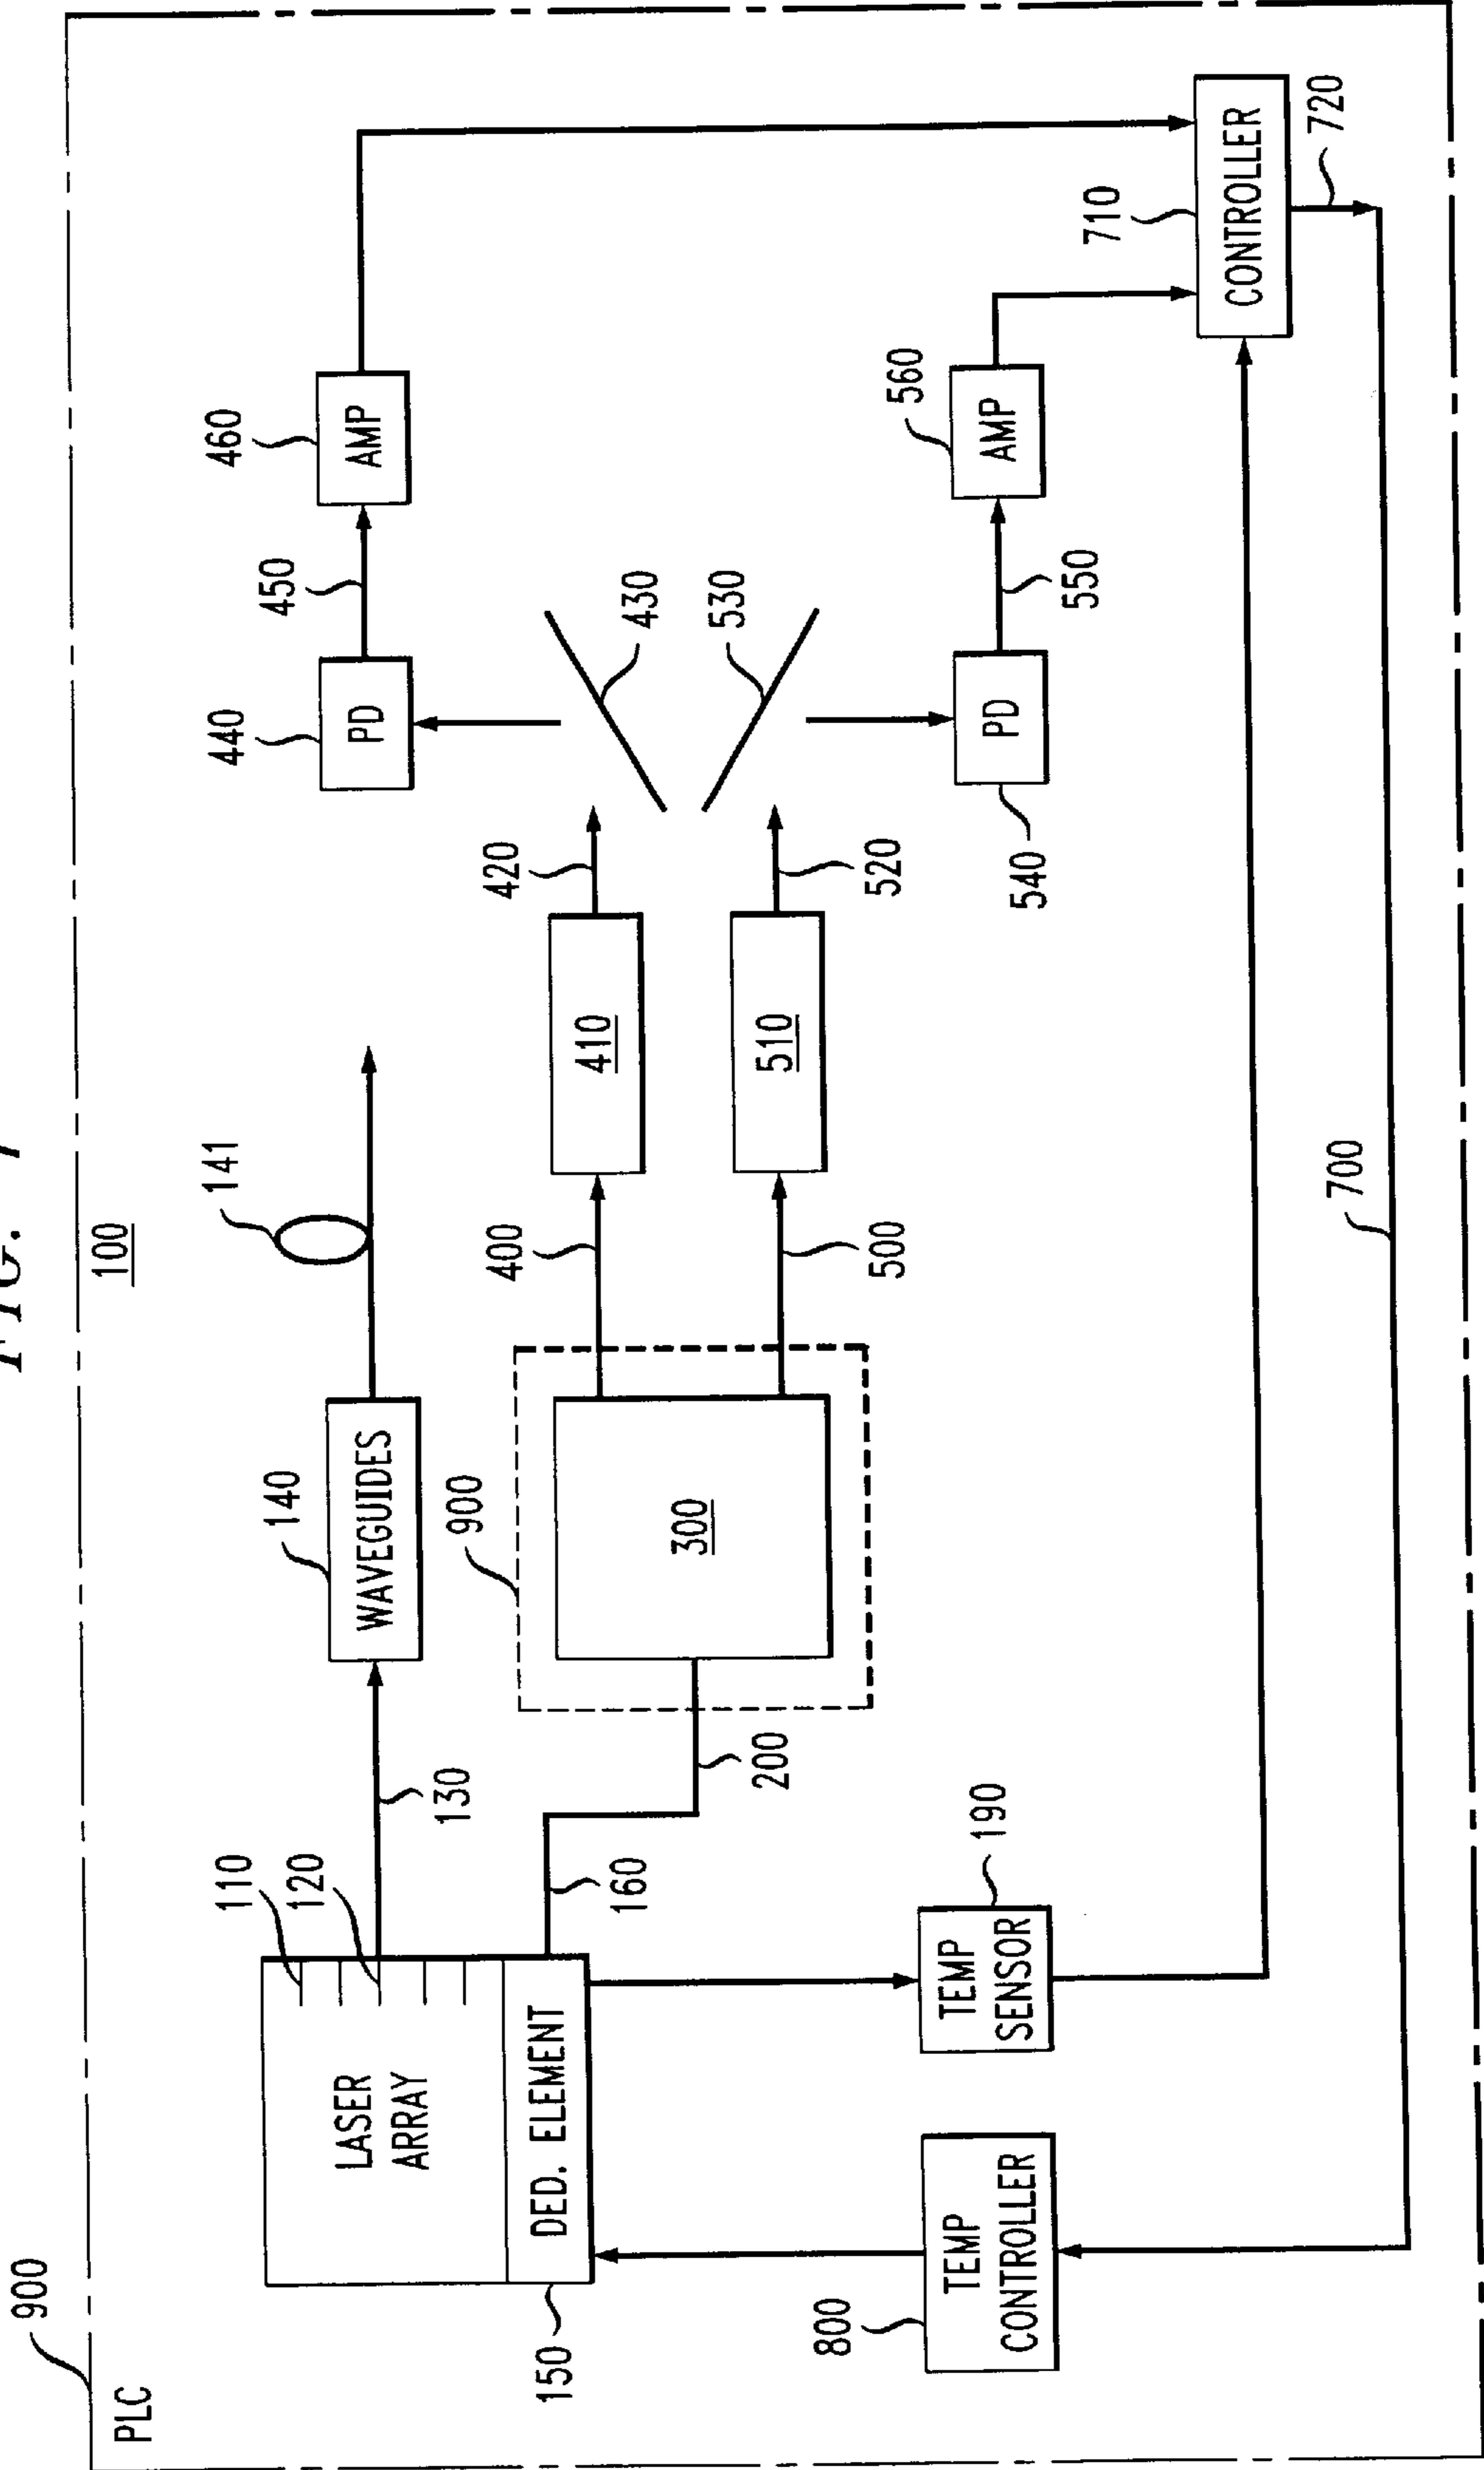 FIG. 1
100
900
PLC
110
120
LASER
ARRAY
DED. ELEMENT
150
130
140
WAVEGUIDES
141
160
200
900
300
400
500
410
510
420
520
430
530
440
PD
450
460
AMP
540
PD
550
560
AMP
190
TEMP
SENSOR
800
TEMP
CONTROLLER
710
CONTROLLER
720
700